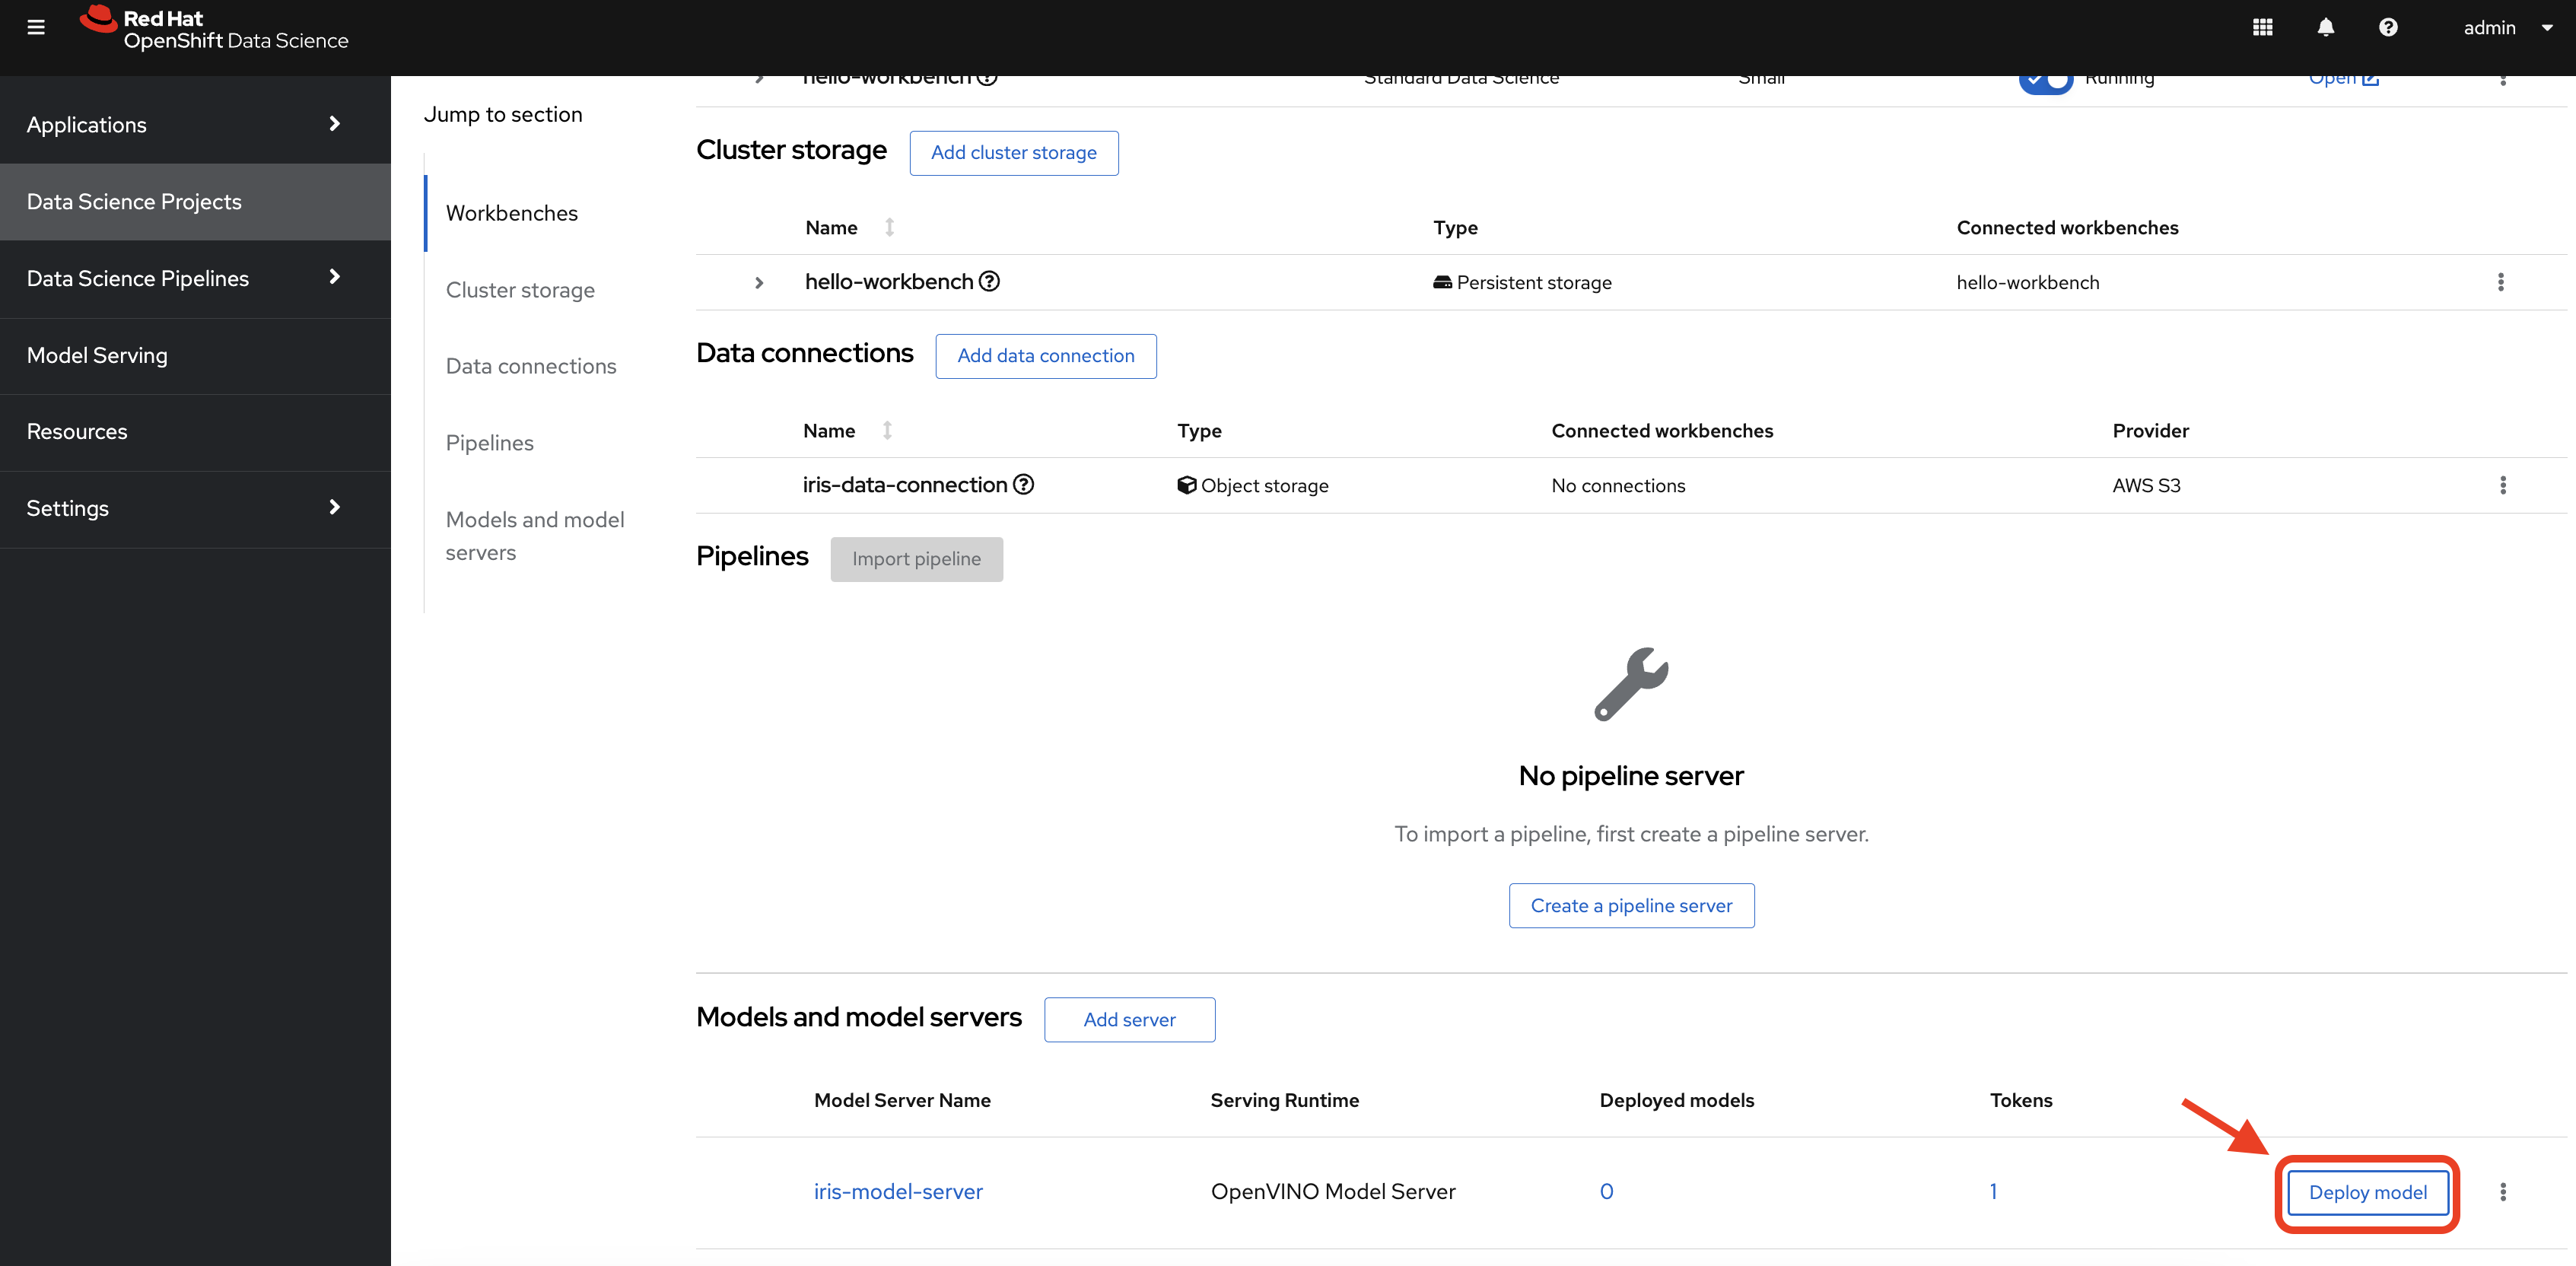 Red Hat
OpenShift Data Science
admin
Applications
Data Science Projects
Data Science Pipelines
Model Serving
Resources
Settings
Jump to section
Workbenches
Cluster storage
Data connections
Pipelines
Models and model
servers
hello-workbench Standard Data Science Small Running Open
Cluster storage Add cluster storage
Name Type Connected workbenches
hello-workbench Persistent storage hello-workbench
Data connections Add data connection
Name Type Connected workbenches Provider
iris-data-connection Object storage No connections AWS S3
Pipelines Import pipeline
No pipeline server
To import a pipeline, first create a pipeline server.
Create a pipeline server
Models and model servers Add server
Model Server Name Serving Runtime Deployed models Tokens
iris-model-server OpenVINO Model Server 0 1 Deploy model